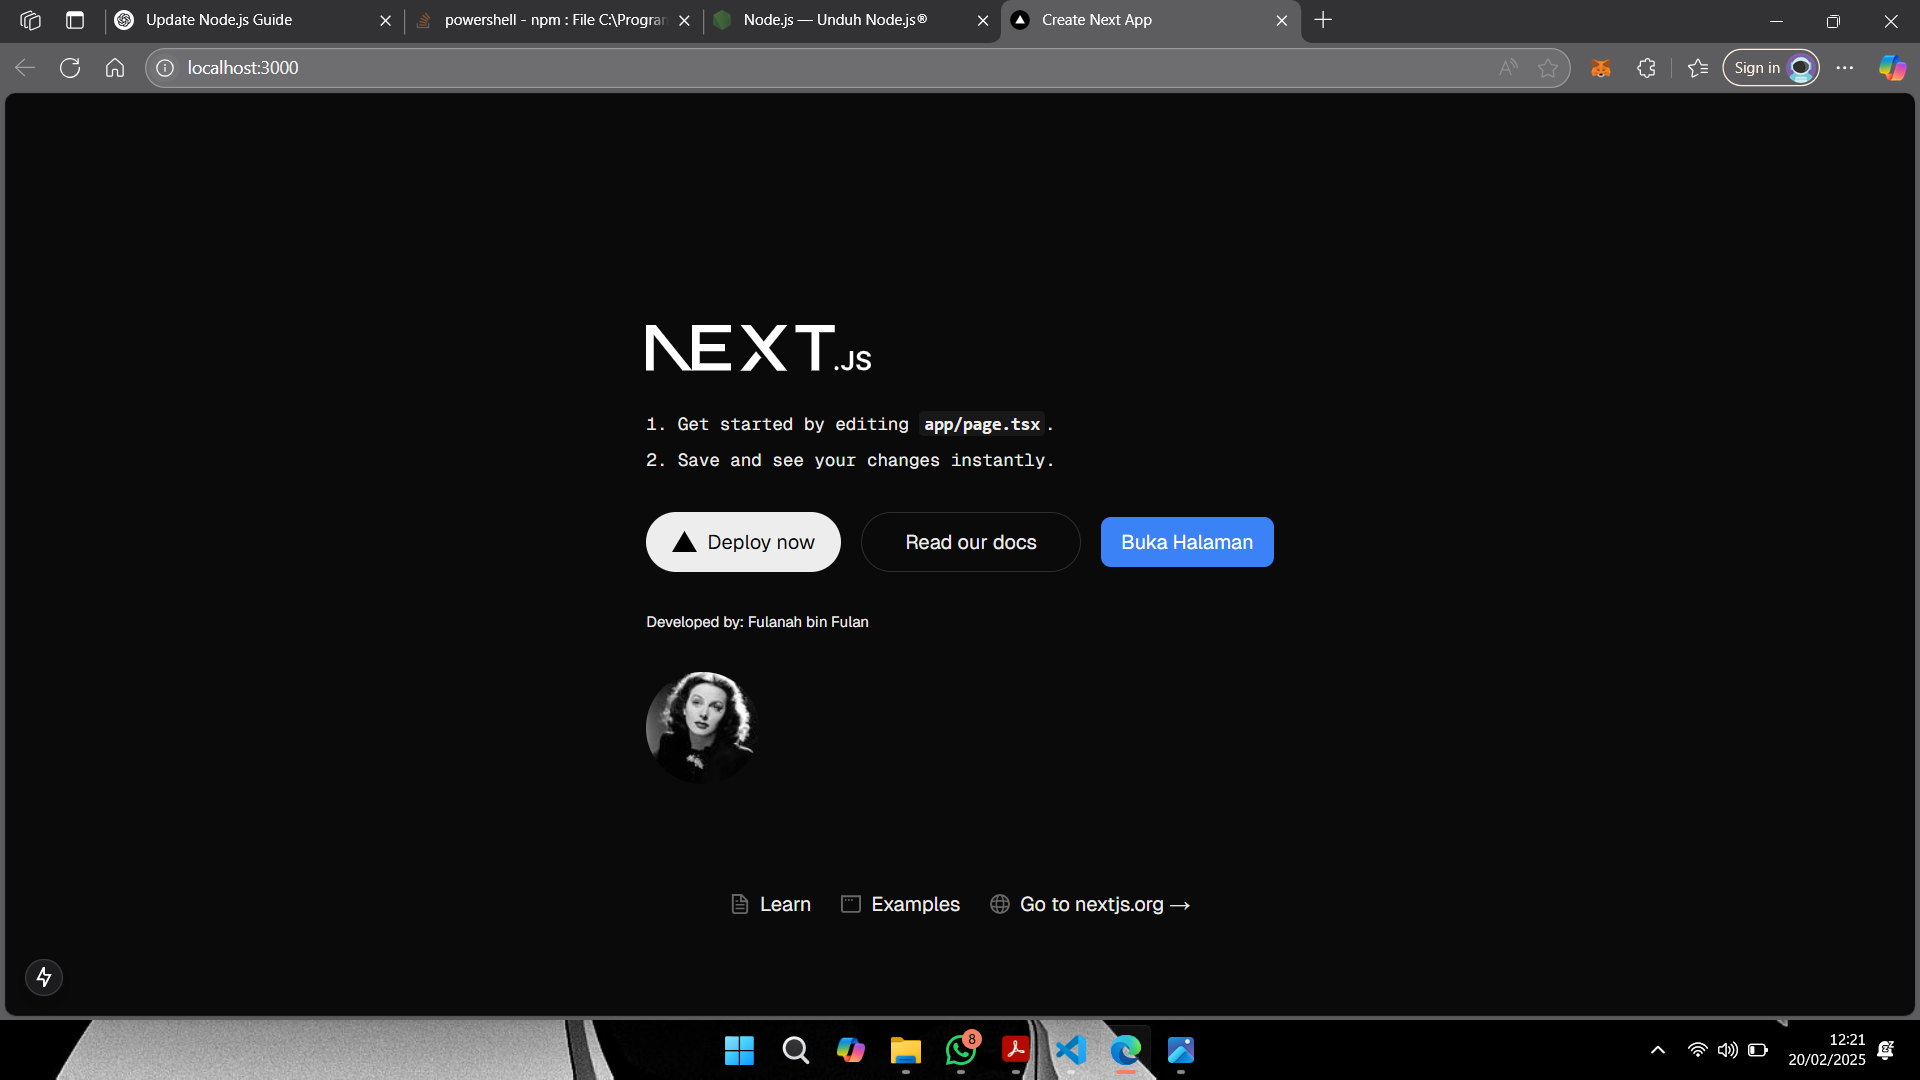 Update Node.js Guide
powershell - npm : File C:\Progran
Node.js — Unduh Node.js®
Create Next App
localhost:3000
Sign in
NEXT.JS
1. Get started by editing app/page.tsx.
2. Save and see your changes instantly.
Deploy now
Read our docs
Buka Halaman
Developed by: Fulanah bin Fulan
Learn
Examples
Go to nextjs.org →
8
12:21
20/02/2025